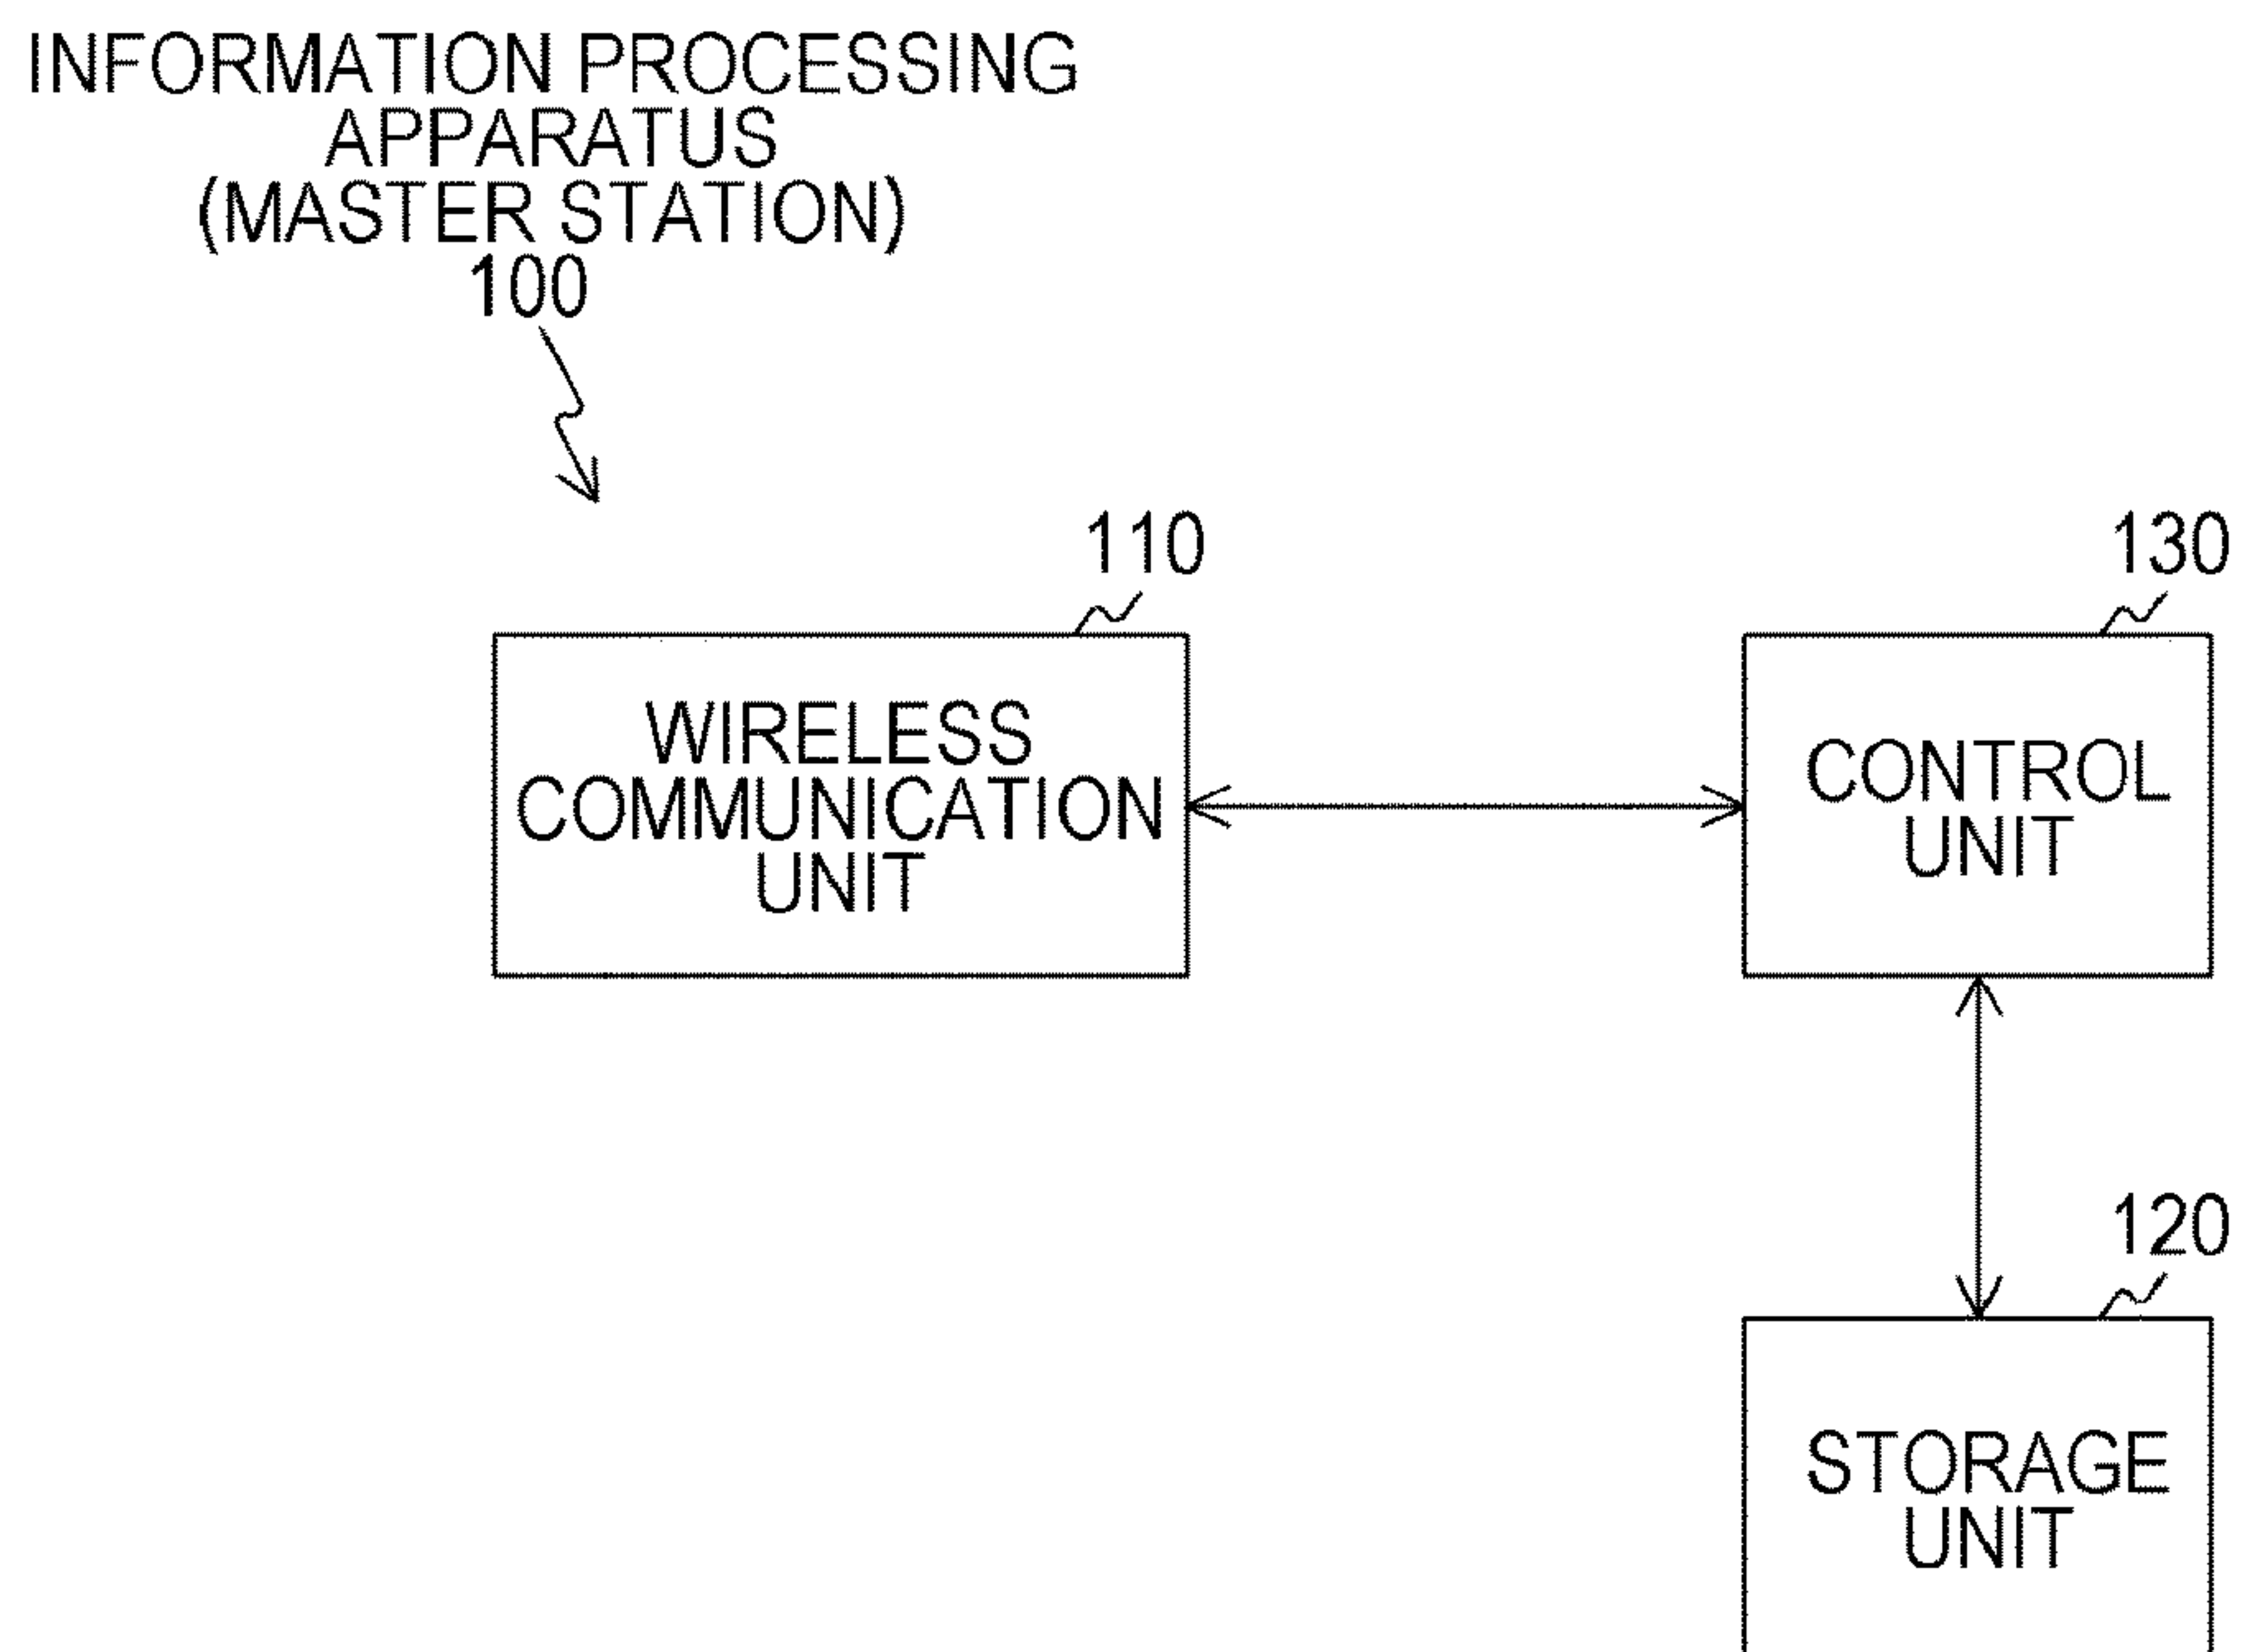 INFORMATION PROCESSING
APPARATUS
(MASTER STATION)
100
110
WIRELESS
COMMUNICATION
UNIT
130
CONTROL
UNIT
120
STORAGE
UNIT